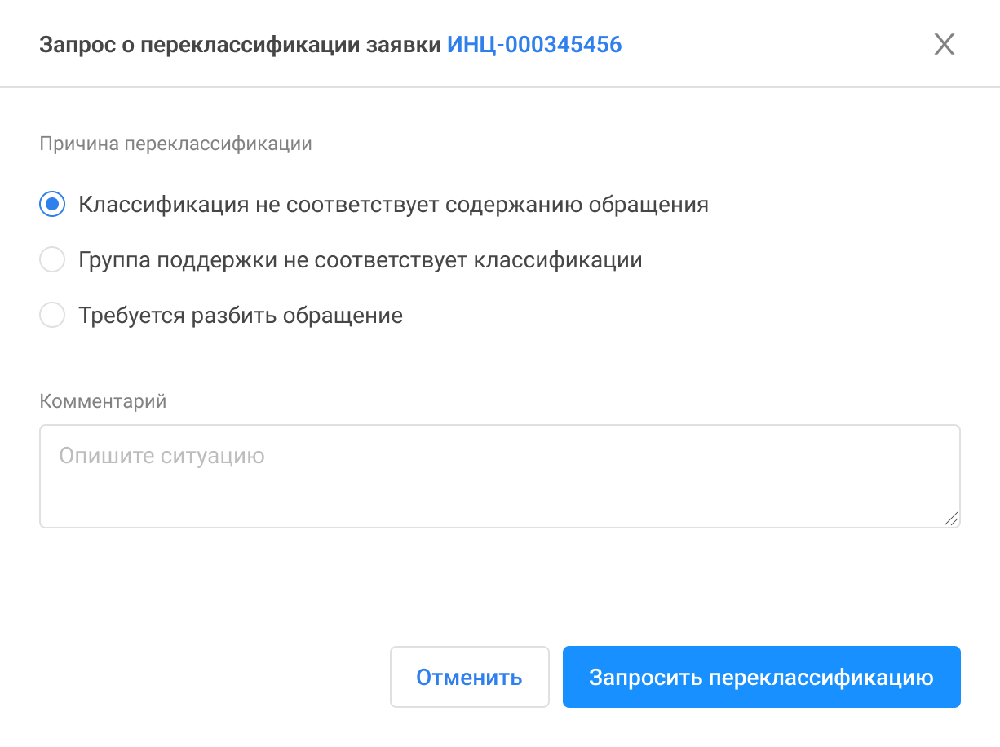 Запрос о переклассификации заявки ИНЦ-000345456
Причина переклассификации
Классификация не соответствует содержанию обращения
Группа поддержки не соответствует классификации
Требуется разбить обращение
Комментарий
Опишите ситуацию
Отменить
Запросить переклассификацию